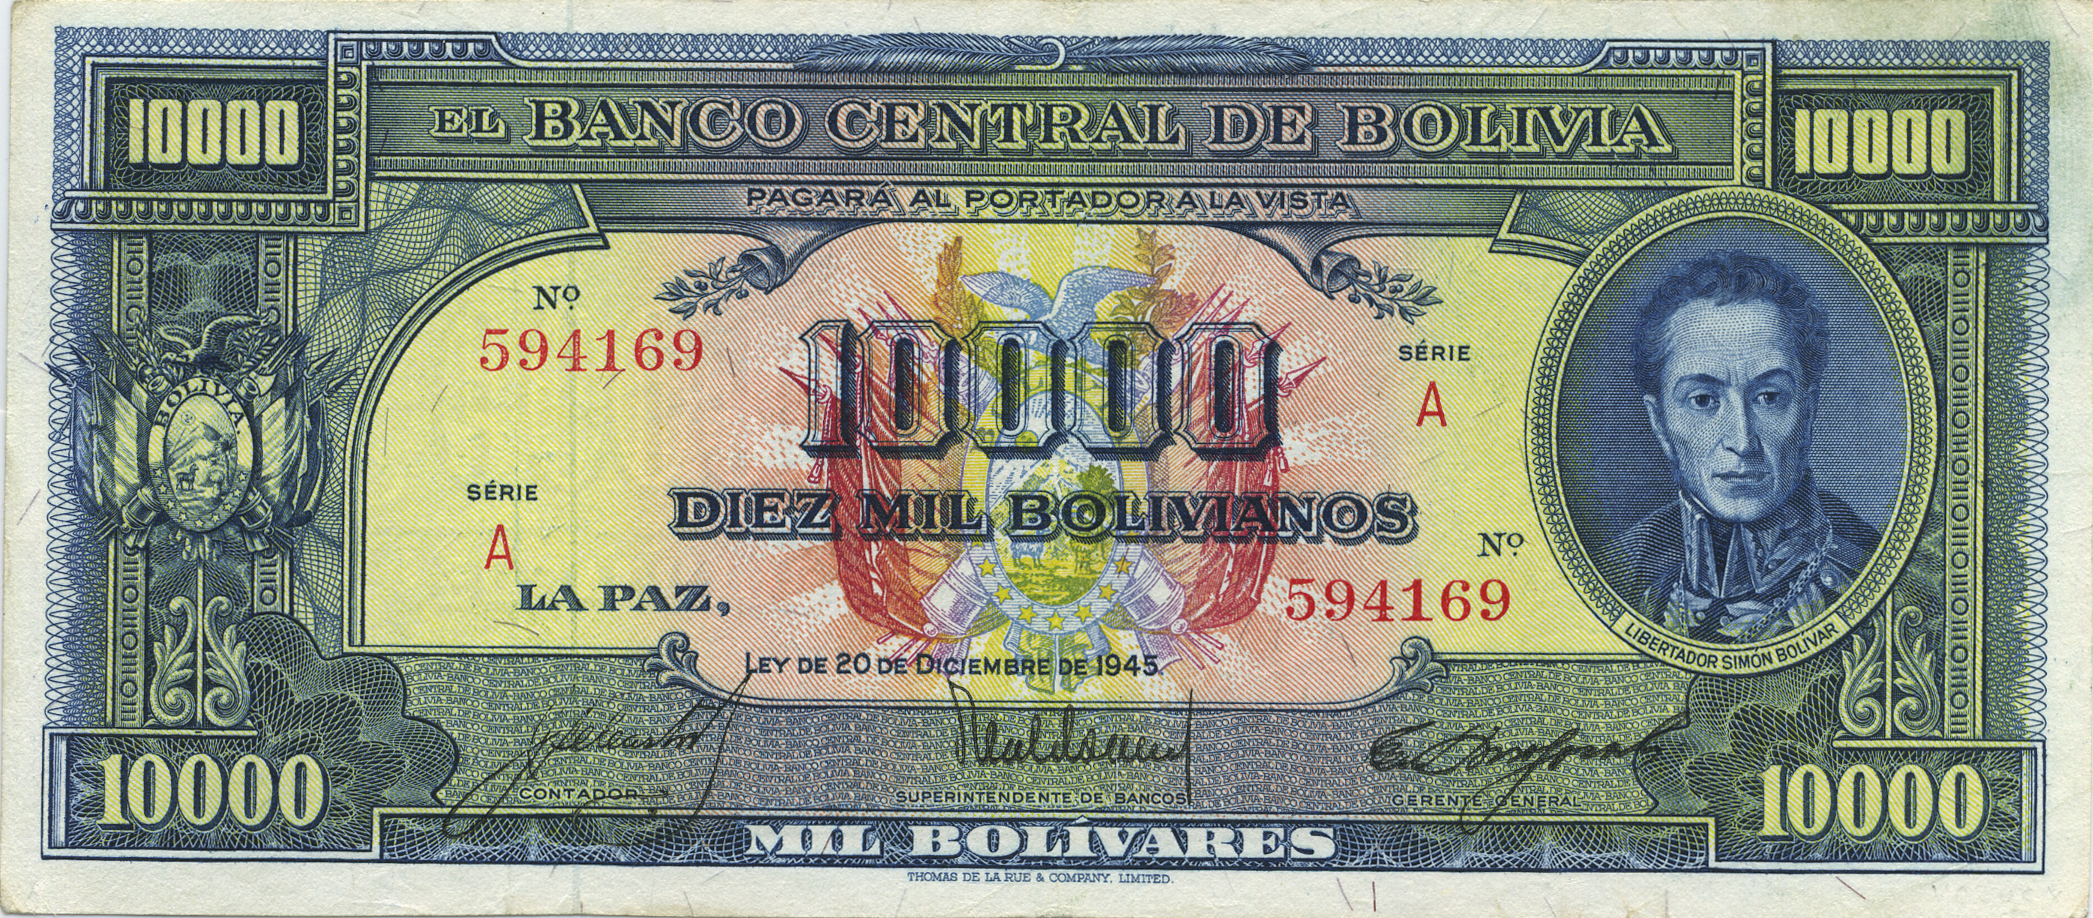 10000
EL BANCO CENTRAL DE BOLIVIA
10000
PAGARÁ AL PORTADOR A LA VISTA
Nº
594169
10000
SÉRIE
A
BOLIVIA
SÉRIE
A
DIEZ MIL BOLIVIANOS
Nº
594169
LA PAZ,
LIBERTADOR SIMÓN BOLÍVAR
LEY DE 20 DE DICIEMBRE DE 1945.
10000
CONTADOR
SUPERINTENDENTE DE BANCOS
GERENTE GENERAL
10000
MIL BOLÍVARES
THOMAS DE LA RUE & COMPANY, LIMITED.